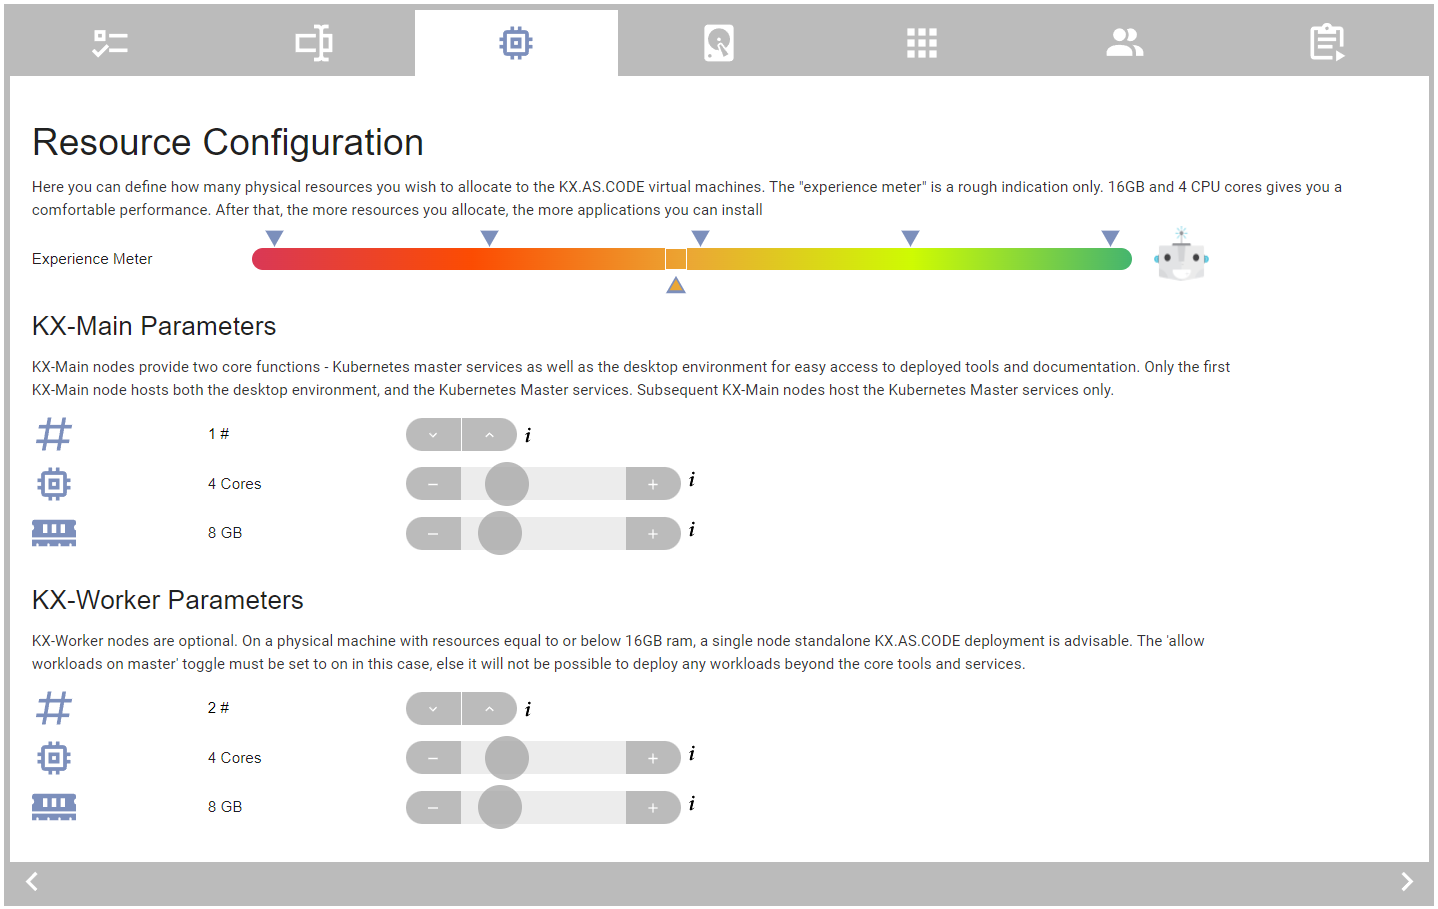 Resource Configuration
Here you can define how many physical resources you wish to allocate to the KX.AS.CODE virtual machines. The "experience meter" is a rough indication only. 16GB and 4 CPU cores gives you a
comfortable performance. After that, the more resources you allocate, the more applications you can install
Experience Meter
KX-Main Parameters
KX-Main nodes provide two core functions - Kubernetes master services as well as the desktop environment for easy access to deployed tools and documentation. Only the first
KX-Main node hosts both the desktop environment, and the Kubernetes Master services. Subsequent KX-Main nodes host the Kubernetes Master services only.
# 1 # i
4 Cores − + i
8 GB − + i
KX-Worker Parameters
KX-Worker nodes are optional. On a physical machine with resources equal to or below 16GB ram, a single node standalone KX.AS.CODE deployment is advisable. The 'allow
workloads on master' toggle must be set to on in this case, else it will not be possible to deploy any workloads beyond the core tools and services.
# 2 # i
4 Cores − + i
8 GB − + i